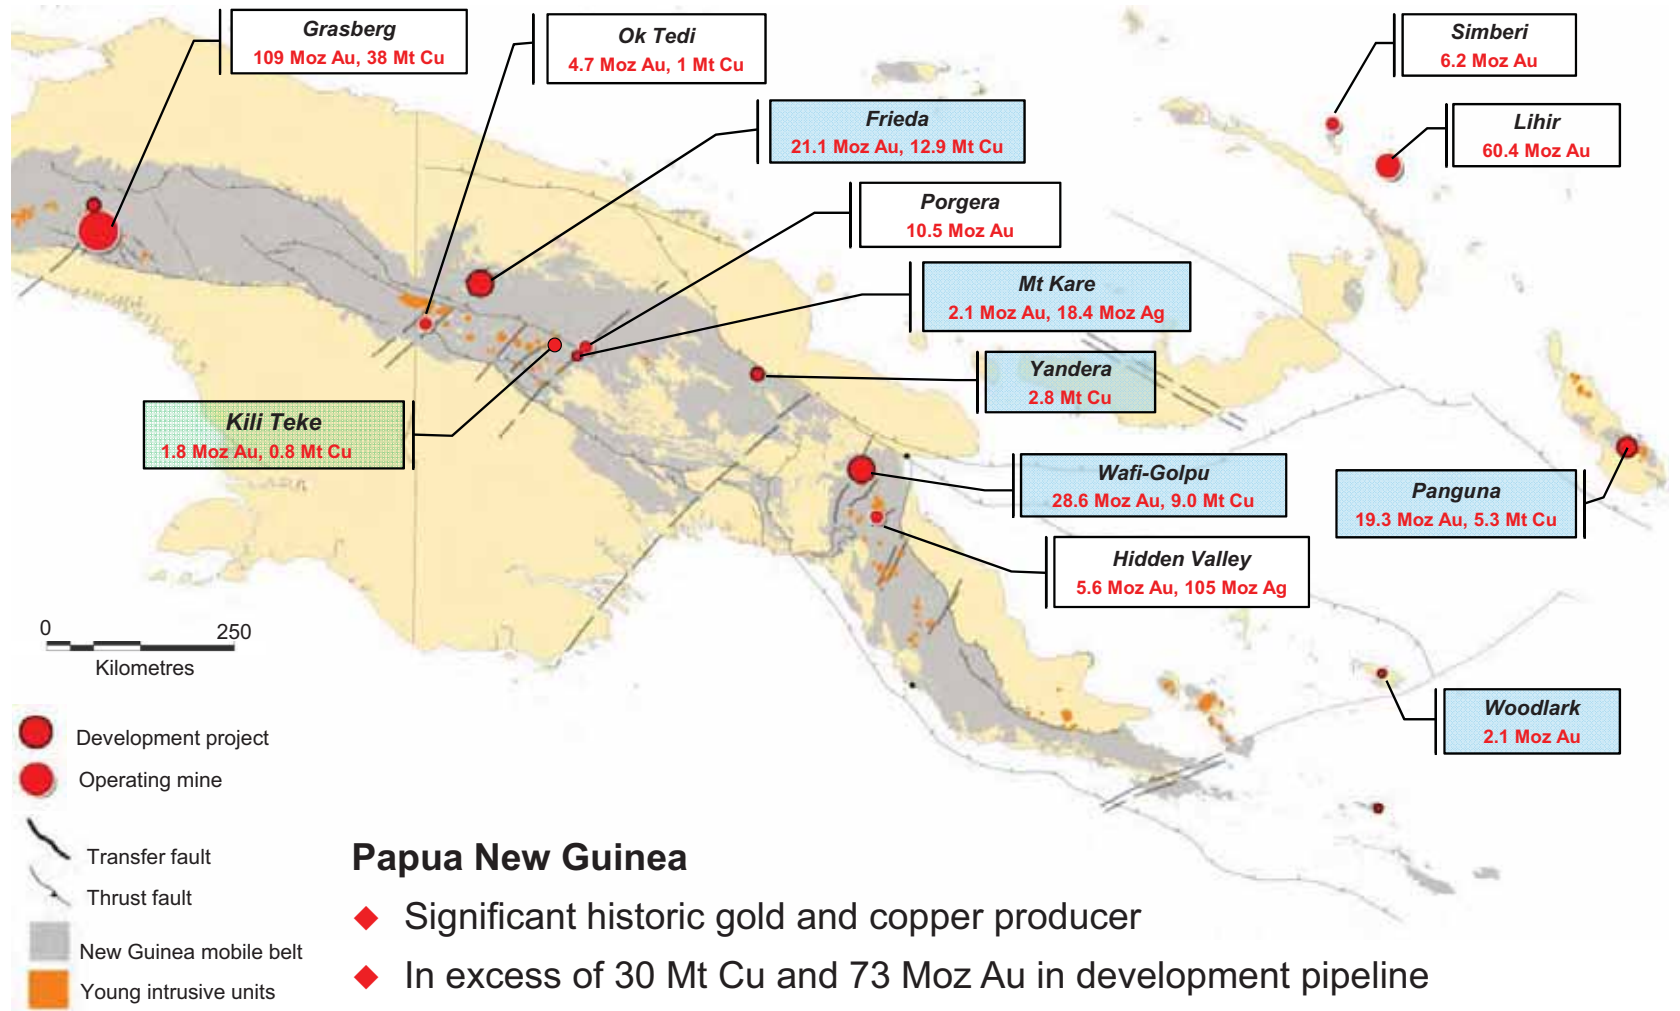 Grasberg
109 Moz Au, 38 Mt Cu
Ok Tedi
4.7 Moz Au, 1 Mt Cu
Simberi
6.2 Moz Au
Frieda
21.1 Moz Au, 12.9 Mt Cu
Lihir
60.4 Moz Au
Porgera
10.5 Moz Au
Mt Kare
2.1 Moz Au, 18.4 Moz Ag
Yandera
2.8 Mt Cu
Kili Teke
1.8 Moz Au, 0.8 Mt Cu
Wafi-Golpu
28.6 Moz Au, 9.0 Mt Cu
Panguna
19.3 Moz Au, 5.3 Mt Cu
Hidden Valley
5.6 Moz Au, 105 Moz Ag
0 250
Kilometres
Woodlark
2.1 Moz Au
Development project
Operating mine
Transfer fault
Thrust fault
New Guinea mobile belt
Young intrusive units
Papua New Guinea
Significant historic gold and copper producer
In excess of 30 Mt Cu and 73 Moz Au in development pipeline